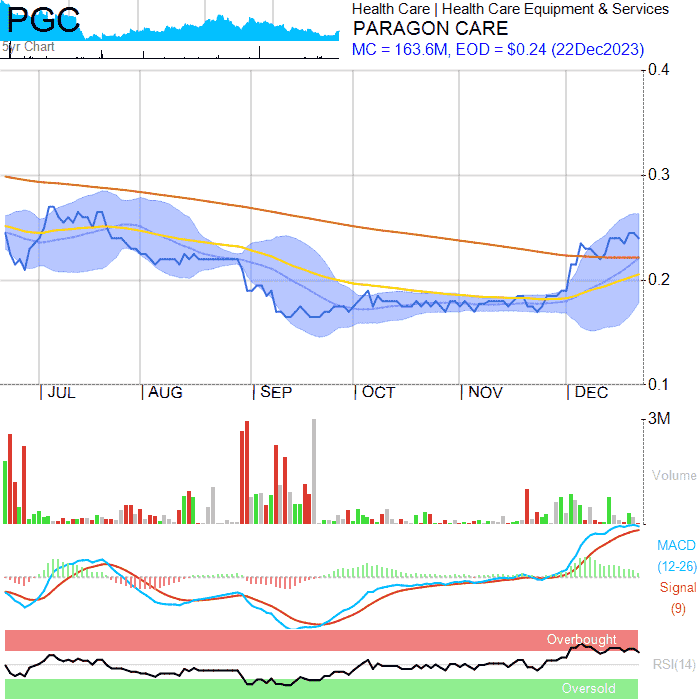 PGC
5yr Chart
Health Care | Health Care Equipment & Services
PARAGON CARE
MC = 163.6M, EOD = $0.24 (22Dec2023)
0.4
0.3
0.2
0.1
| JUL | AUG | SEP | OCT | NOV | DEC
3M
Volume
MACD
(12-26)
Signal
(9)
Overbought
RSI(14)
Oversold